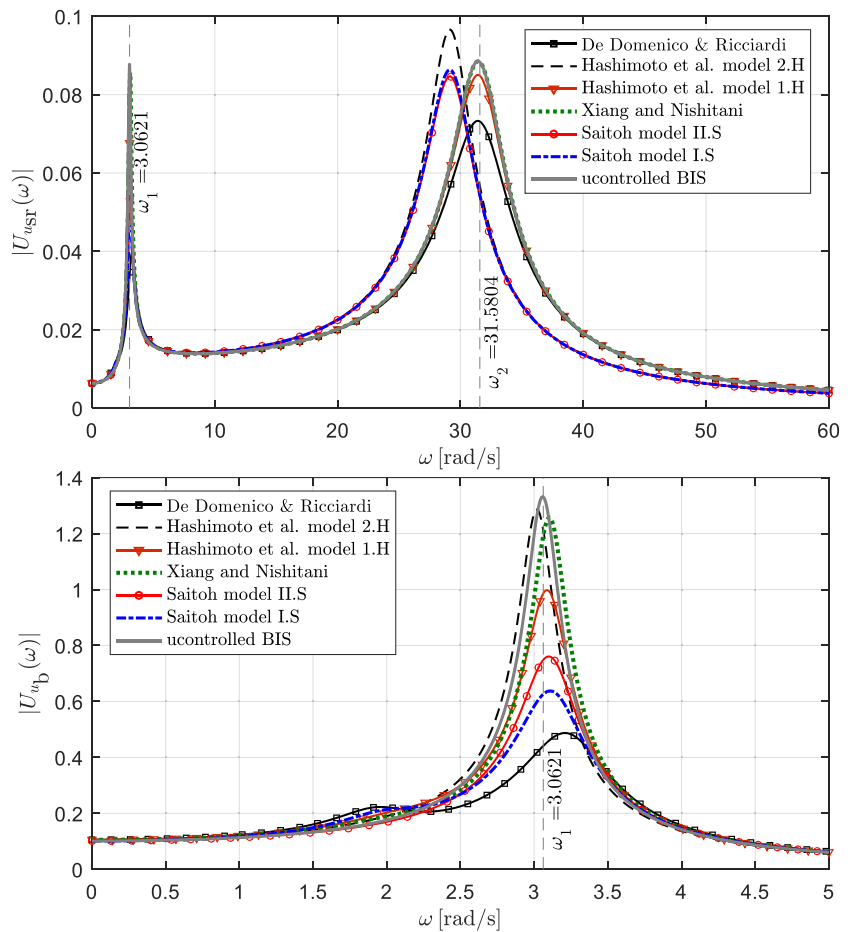 0.1
0.08
0.06
0.04
0.02
0
|U_{u_{sr}}(ω)|
De Domenico & Ricciardi
Hashimoto et al. model 2.H
Hashimoto et al. model 1.H
Xiang and Nishitani
Saitoh model II.S
Saitoh model I.S
ucontrolled BIS
ω₁ =3.0621
ω₂ =31.5804
0 10 20 30 40 50 60
ω [rad/s]
1.4
1.2
1
0.8
0.6
0.4
0.2
0
|U_{u_b}(ω)|
De Domenico & Ricciardi
Hashimoto et al. model 2.H
Hashimoto et al. model 1.H
Xiang and Nishitani
Saitoh model II.S
Saitoh model I.S
ucontrolled BIS
ω₁ =3.0621
0 0.5 1 1.5 2 2.5 3 3.5 4 4.5 5
ω [rad/s]